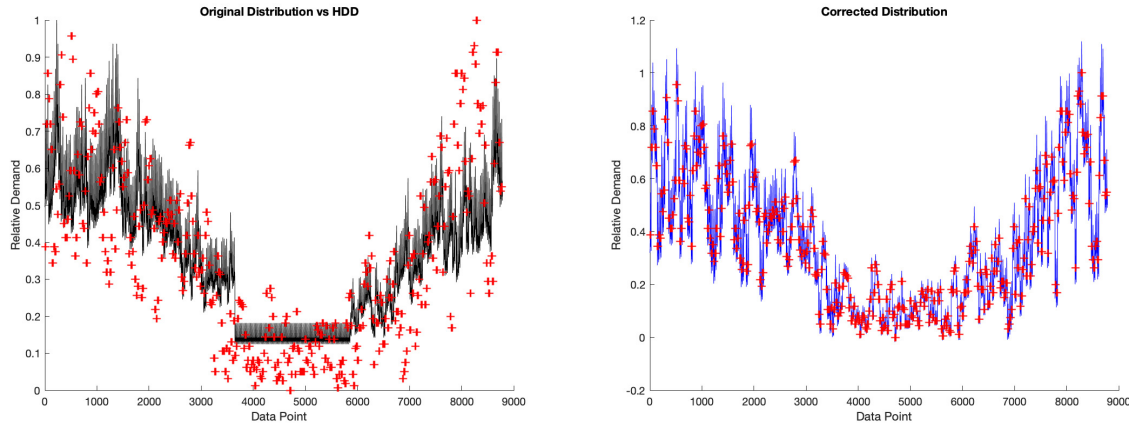 Original Distribution vs HDD
1
0.9
0.8
0.7
0.6
0.5
0.4
0.3
0.2
0.1
0
Relative Demand
0 1000 2000 3000 4000 5000 6000 7000 8000 9000
Data Point
Corrected Distribution
1.2
1
0.8
0.6
0.4
0.2
0
-0.2
Relative Demand
0 1000 2000 3000 4000 5000 6000 7000 8000 9000
Data Point